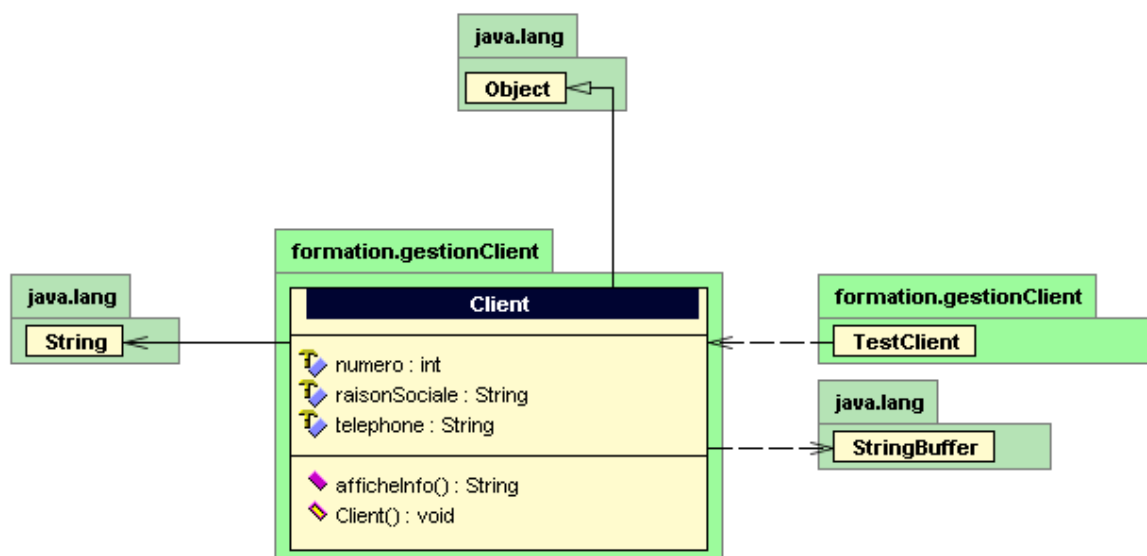 java.lang
Object
formation.gestionClient
java.lang
String
Client
numero : int
raisonSociale : String
telephone : String
afficheInfo() : String
Client() : void
formation.gestionClient
TestClient
java.lang
StringBuffer